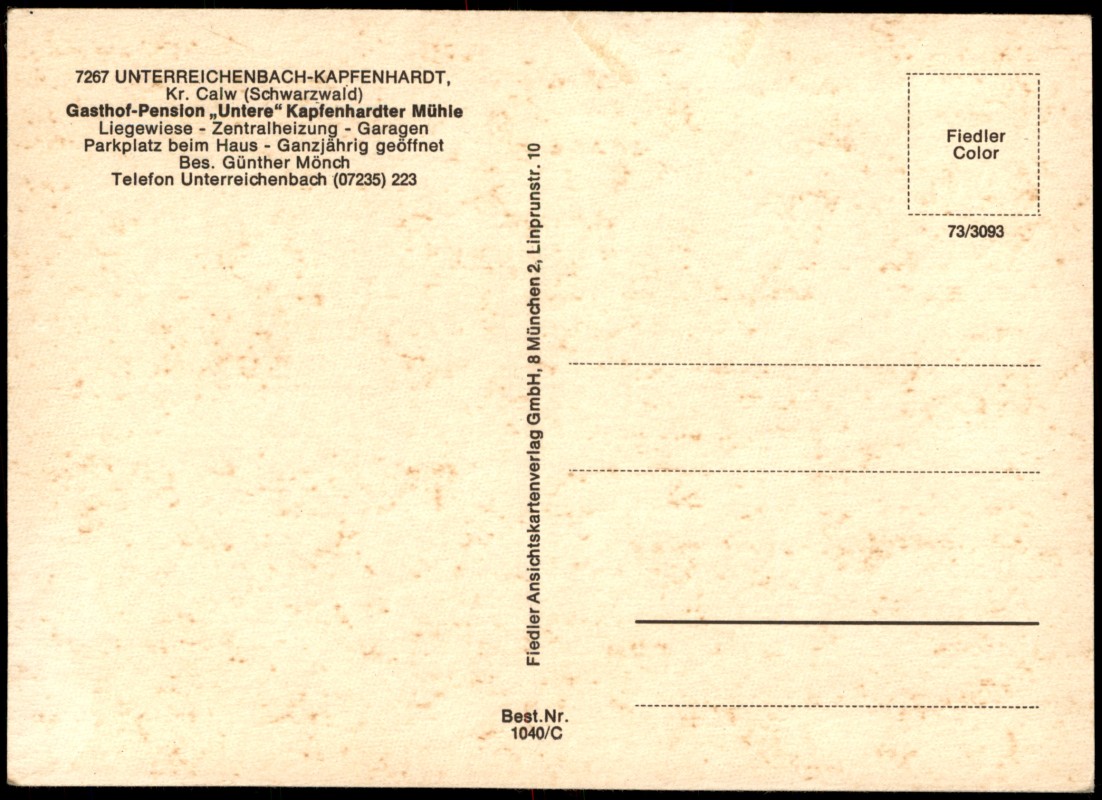 7267 UNTERREICHENBACH-KAPFENHARDT,
Kr. Calw (Schwarzwald)
Gasthof-Pension „Untere“ Kapfenhardter Mühle
Liegewiese - Zentralheizung - Garagen
Parkplatz beim Haus - Ganzjährig geöffnet
Bes. Günther Mönch
Telefon Unterreichenbach (07235) 223
Fiedler Ansichtskartenverlag GmbH, 8 München 2, Linprunstr. 10
Best.Nr.
1040/C
Fiedler
Color
73/3093